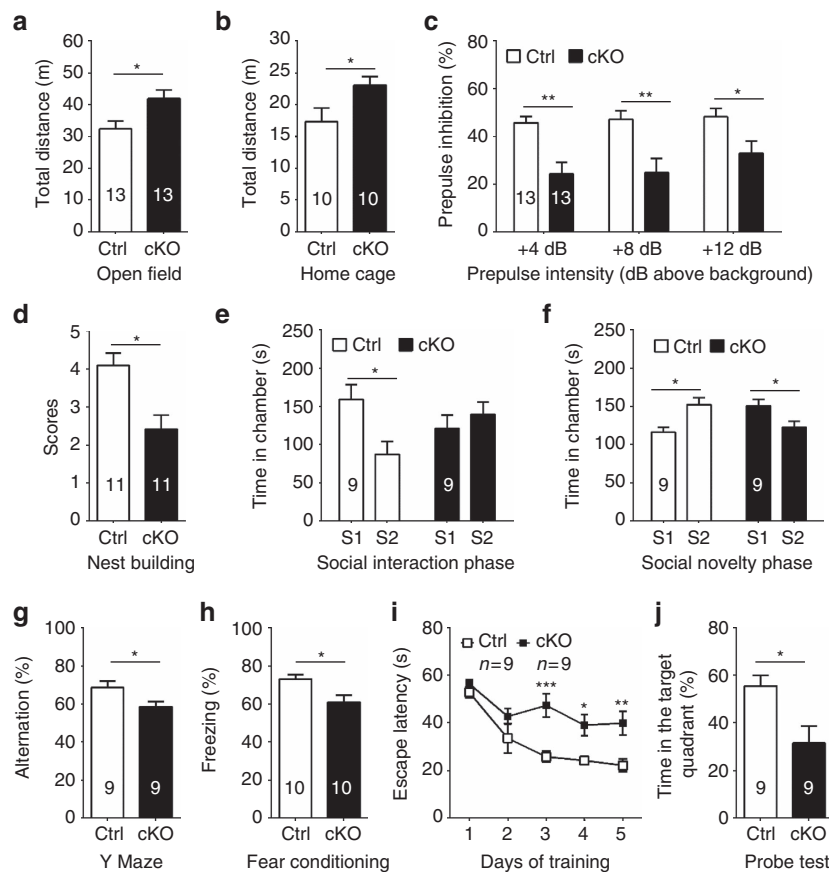 a
Total distance (m)
60
50
40
30
20
10
0
*
13
13
Ctrl cKO
Open field
b
Total distance (m)
30
25
20
15
10
5
0
*
10
10
Ctrl cKO
Home cage
c
Prepulse inhibition (%)
80
60
40
20
0
Ctrl cKO
**
**
*
13
13
+4 dB +8 dB +12 dB
Prepulse intensity (dB above background)
d
Scores
5
4
3
2
1
0
*
11
11
Ctrl cKO
Nest building
e
Time in chamber (s)
250
200
150
100
50
0
Ctrl cKO
*
9
9
S1 S2 S1 S2
Social interaction phase
f
Time in chamber (s)
250
200
150
100
50
0
Ctrl cKO
*
*
9
9
S1 S2 S1 S2
Social novelty phase
g
Alternation (%)
100
80
60
40
20
0
*
9
9
Ctrl cKO
Y Maze
h
Freezing (%)
100
80
60
40
20
0
*
10
10
Ctrl cKO
Fear conditioning
i
Escape latency (s)
80
60
40
20
0
Ctrl cKO
n=9 n=9
***
*
**
1 2 3 4 5
Days of training
j
Time in the target
quadrant (%)
80
60
40
20
0
*
9
9
Ctrl cKO
Probe test